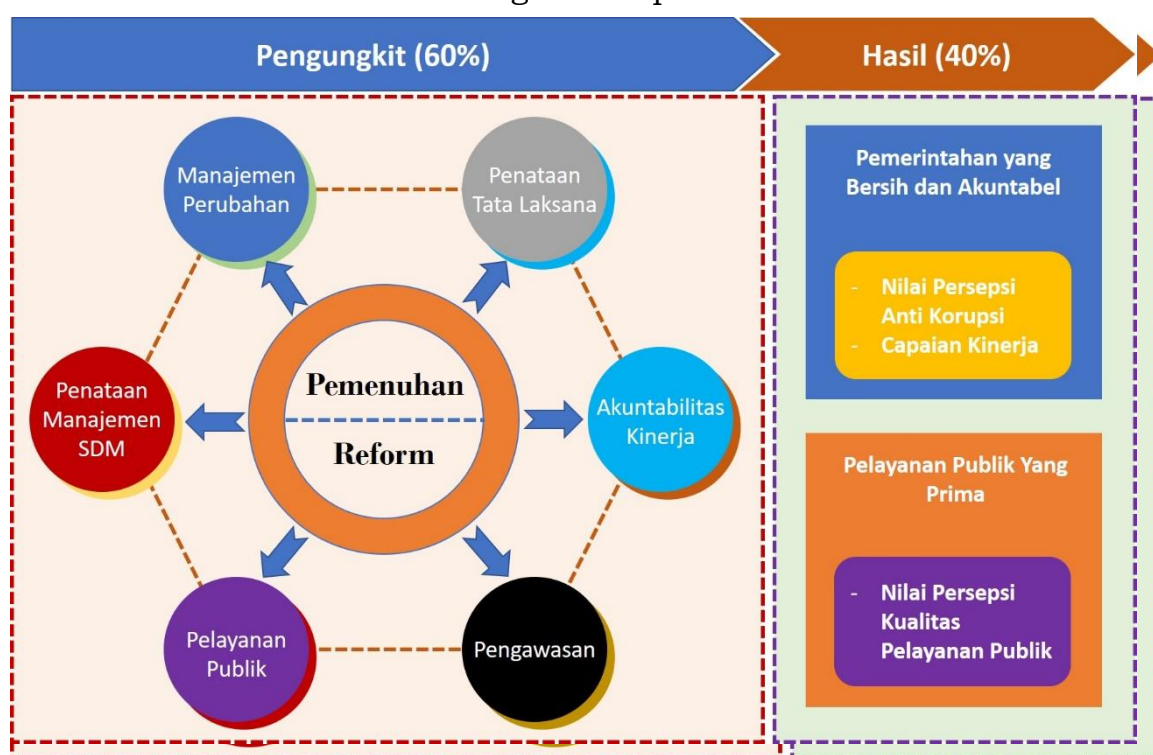 Pengungkit (60%)
Hasil (40%)
Manajemen
Perubahan
Penataan
Tata Laksana
Penataan
Manajemen
SDM
Pemenuhan
Reform
Akuntabilitas
Kinerja
Pelayanan
Publik
Pengawasan
Pemerintahan yang
Bersih dan Akuntabel
- Nilai Persepsi
Anti Korupsi
- Capaian Kinerja
Pelayanan Publik Yang
Prima
- Nilai Persepsi
Kualitas
Pelayanan Publik